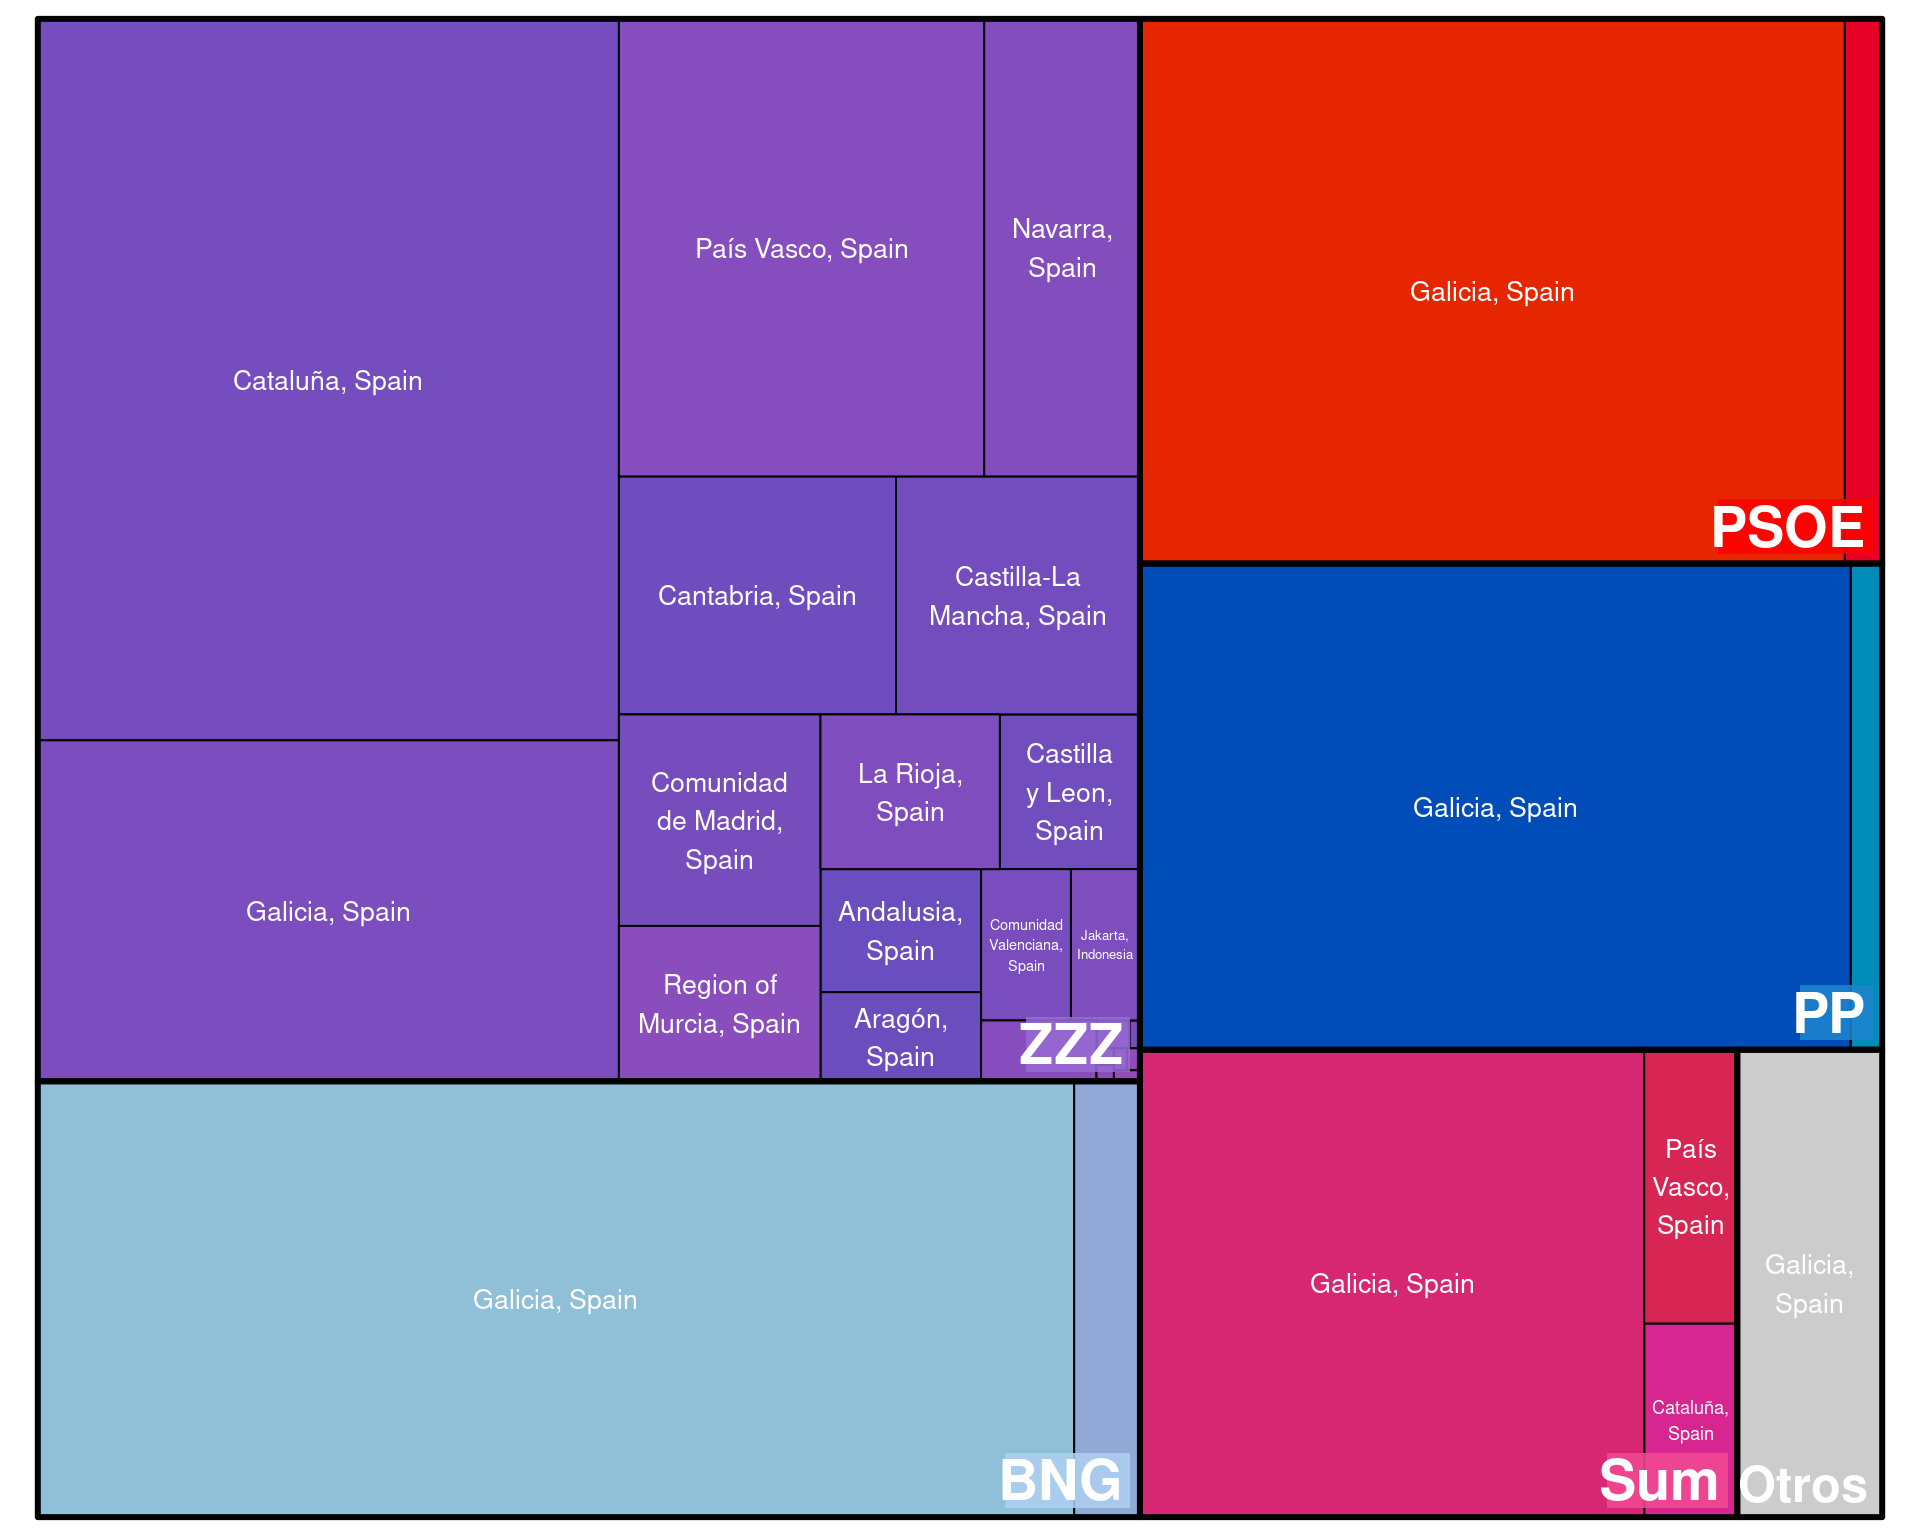 Cataluña, Spain
País Vasco, Spain
Navarra,
Spain
Cantabria, Spain
Castilla-La
Mancha, Spain
Galicia, Spain
Comunidad
de Madrid,
Spain
La Rioja,
Spain
Castilla
y Leon,
Spain
Region of
Murcia, Spain
Andalusia,
Spain
Aragón,
Spain
Comunidad
Valenciana,
Spain
Jakarta,
Indonesia
ZZZ
Galicia, Spain
BNG
Galicia, Spain
PSOE
Galicia, Spain
PP
Galicia, Spain
País
Vasco,
Spain
Cataluña,
Spain
Sum
Galicia,
Spain
Otros